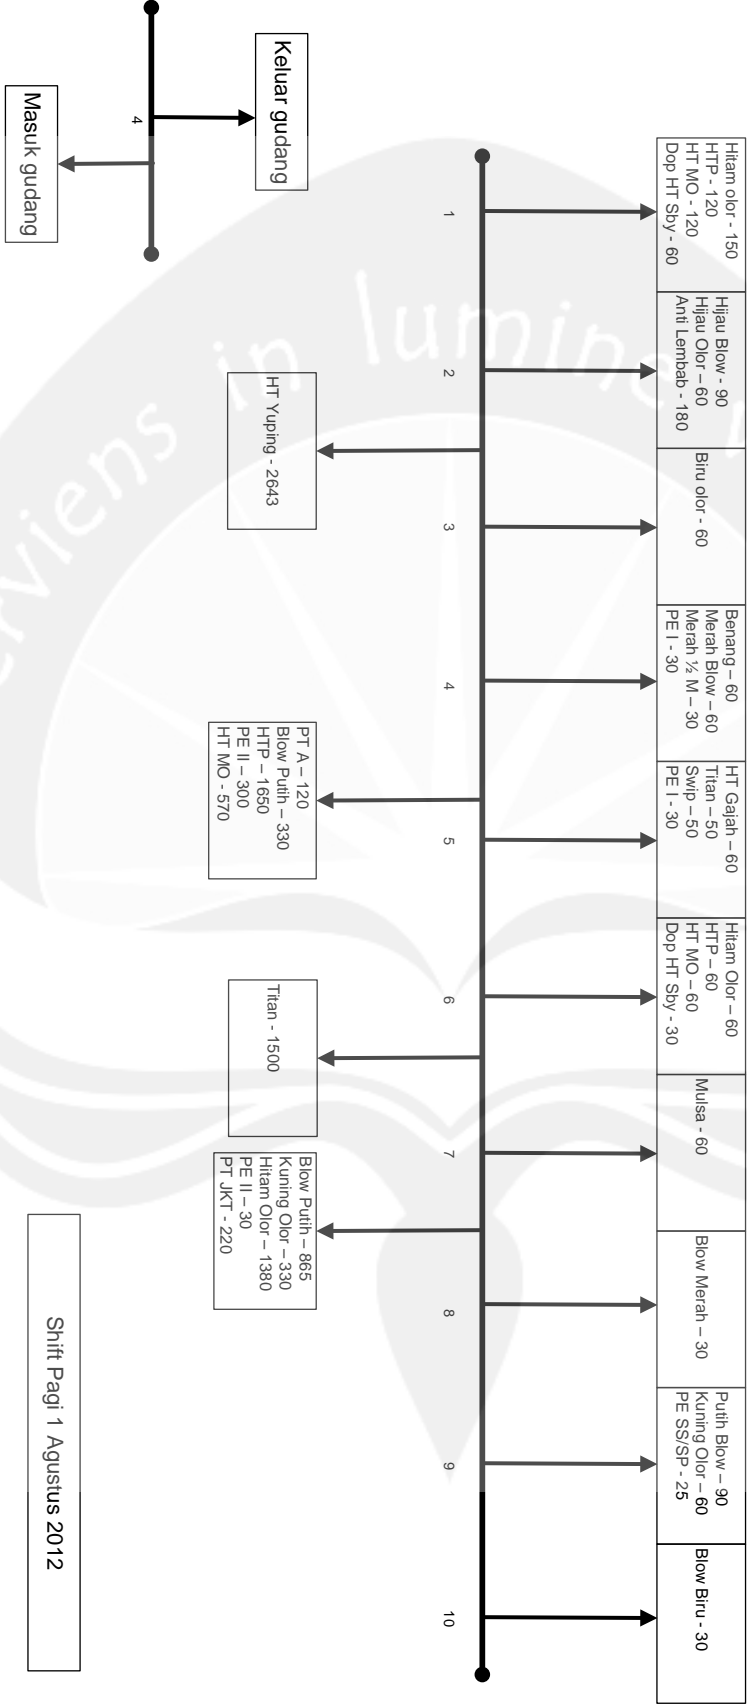 Keluar gudang
4
Masuk gudang
Hitam olor - 150
HTP - 120
HT MO - 120
Dop HT Sby - 60
Hijau Blow - 90
Hijau Olor – 60
Anti Lembab - 180
Biru olor - 60
Benang – 60
Merah Blow – 60
Merah ½ M – 30
PE I - 30
HT Gajah – 60
Titan – 50
Swip – 50
PE I - 30
Hitam Olor – 60
HTP – 60
HT MO – 60
Dop HT Sby - 30
Mulsa - 60
Blow Merah – 30
Putih Blow – 90
Kuning Olor – 60
PE SS/SP - 25
Blow Biru - 30
1
2
3
4
5
6
7
8
9
10
HT Yuping - 2643
PT A – 120
Blow Putih – 330
HTP – 1650
PE II – 300
HT MO - 570
Titan - 1500
Blow Putih – 865
Kuning Olor – 330
Hitam Olor – 1380
PE II – 30
PT JKT - 220
Shift Pagi 1 Agustus 2012
erviens in lumine v